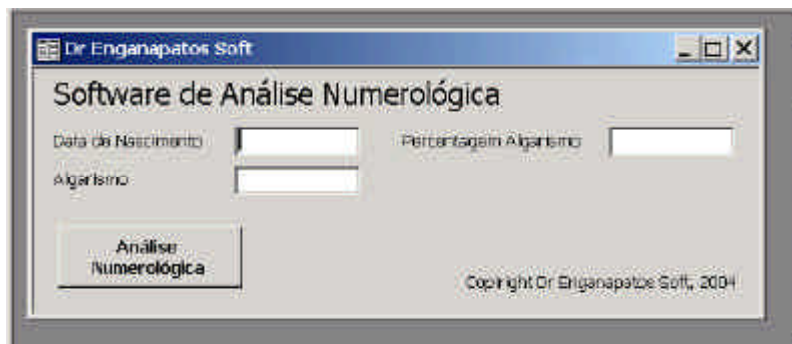 Dr Enganapatos Soft
Software de Análise Numerológica
Data de Nascimento
Percentagem Algarismo
Algarismo
Análise
Numerológica
Copiright Dr Enganapatos Soft, 2004